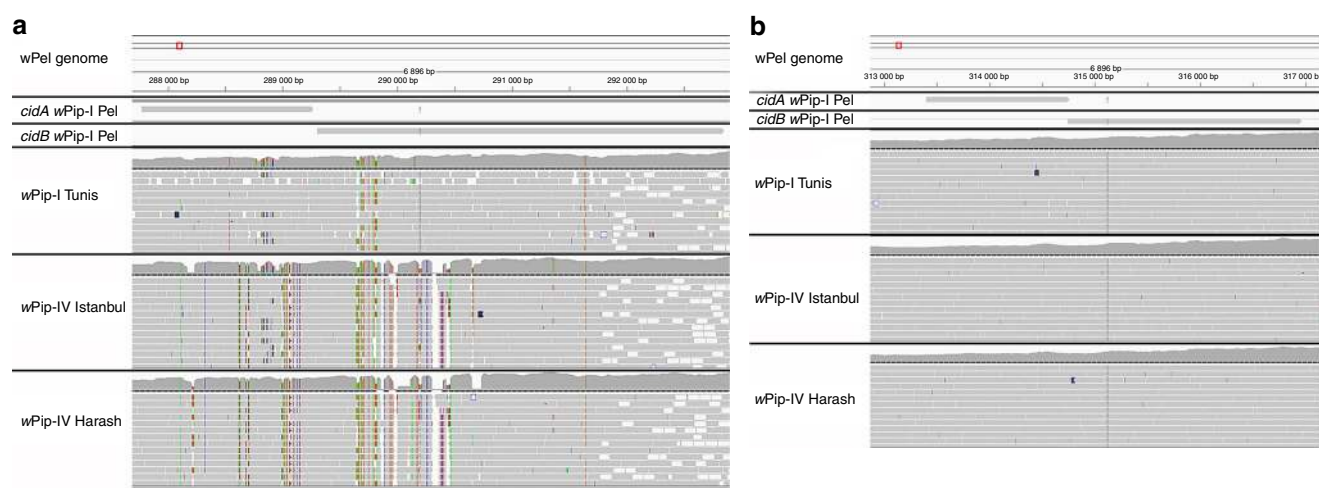 a
wPel genome
6 896 bp
288 000 bp 289 000 bp 290 000 bp 291 000 bp 292 000 bp
cidA wPip-I Pel
cidB wPip-I Pel
wPip-I Tunis
wPip-IV Istanbul
wPip-IV Harash
b
wPel genome
6 896 bp
313 000 bp 314 000 bp 315 000 bp 316 000 bp 317 000 bp
cidA wPip-I Pel
cidB wPip-I Pel
wPip-I Tunis
wPip-IV Istanbul
wPip-IV Harash